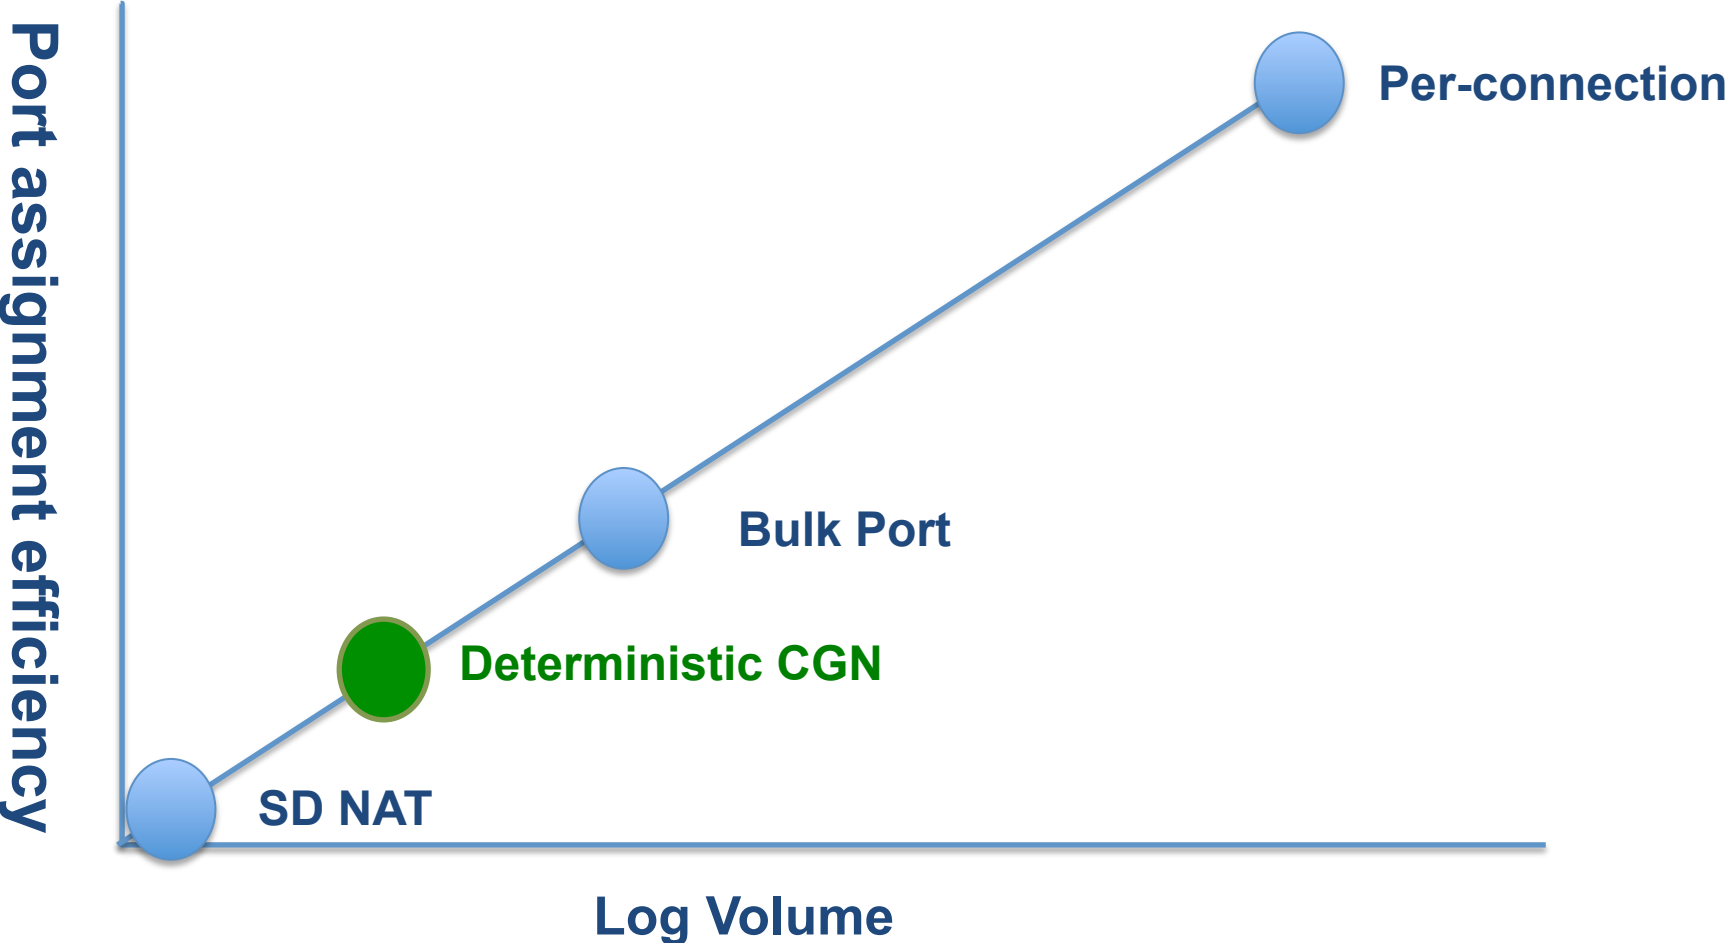 Port assignment efficiency
Per-connection
Bulk Port
Deterministic CGN
SD NAT
Log Volume